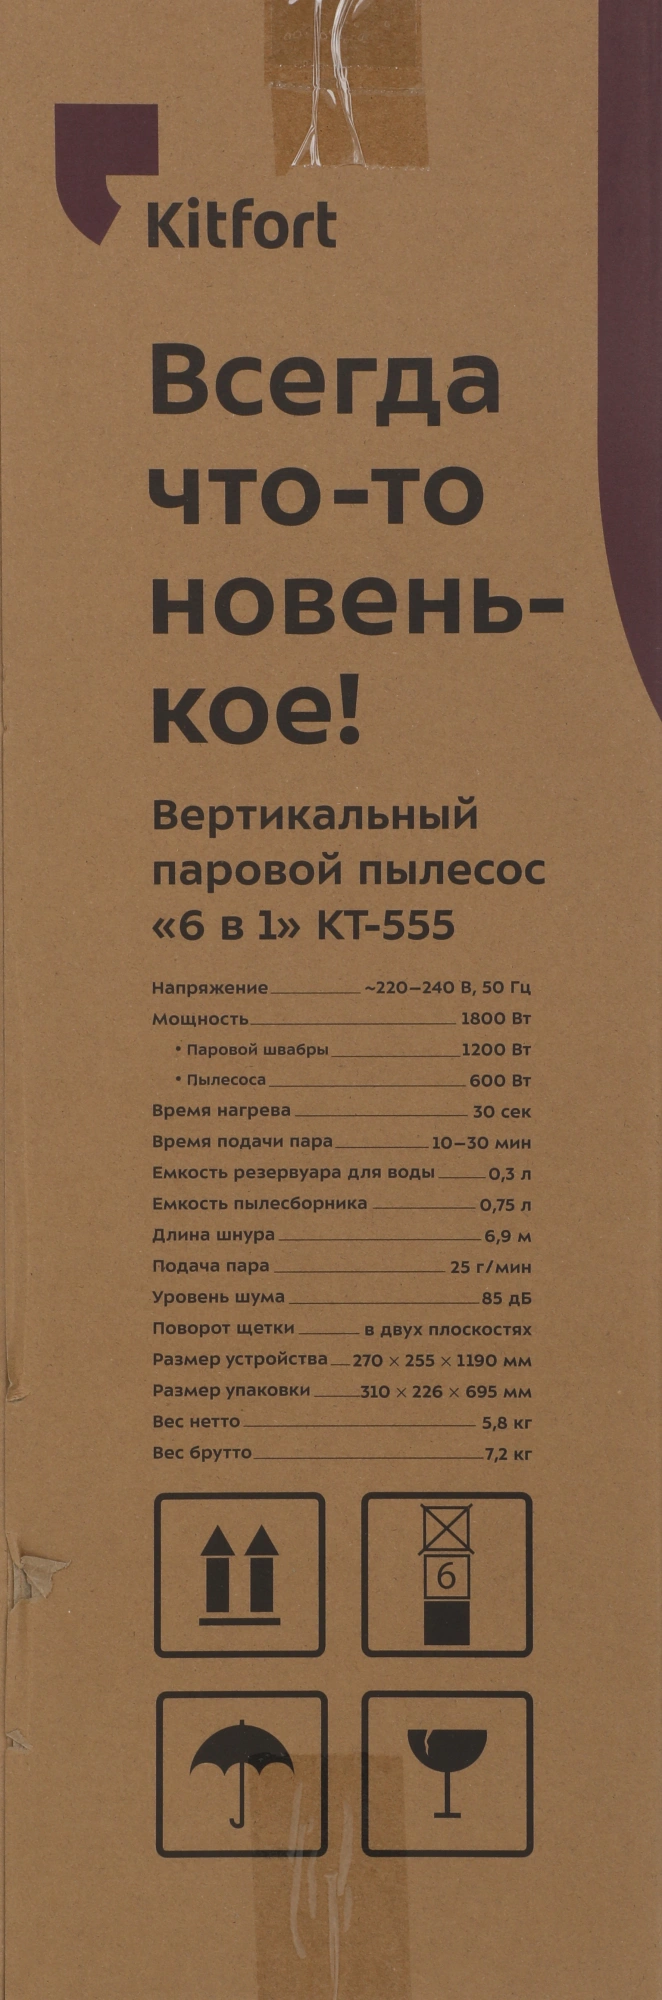 Kitfort
Всегда
что-то
новень-
кое!
Вертикальный
паровой пылесос
«6 в 1» КТ-555
Напряжение ~220–240 В, 50 Гц
Мощность 1800 Вт
• Паровой швабры 1200 Вт
• Пылесоса 600 Вт
Время нагрева 30 сек
Время подачи пара 10–30 мин
Емкость резервуара для воды 0,3 л
Емкость пылесборника 0,75 л
Длина шнура 6,9 м
Подача пара 25 г/мин
Уровень шума 85 дБ
Поворот щетки в двух плоскостях
Размер устройства 270 × 255 × 1190 мм
Размер упаковки 310 × 226 × 695 мм
Вес нетто 5,8 кг
Вес брутто 7,2 кг
6